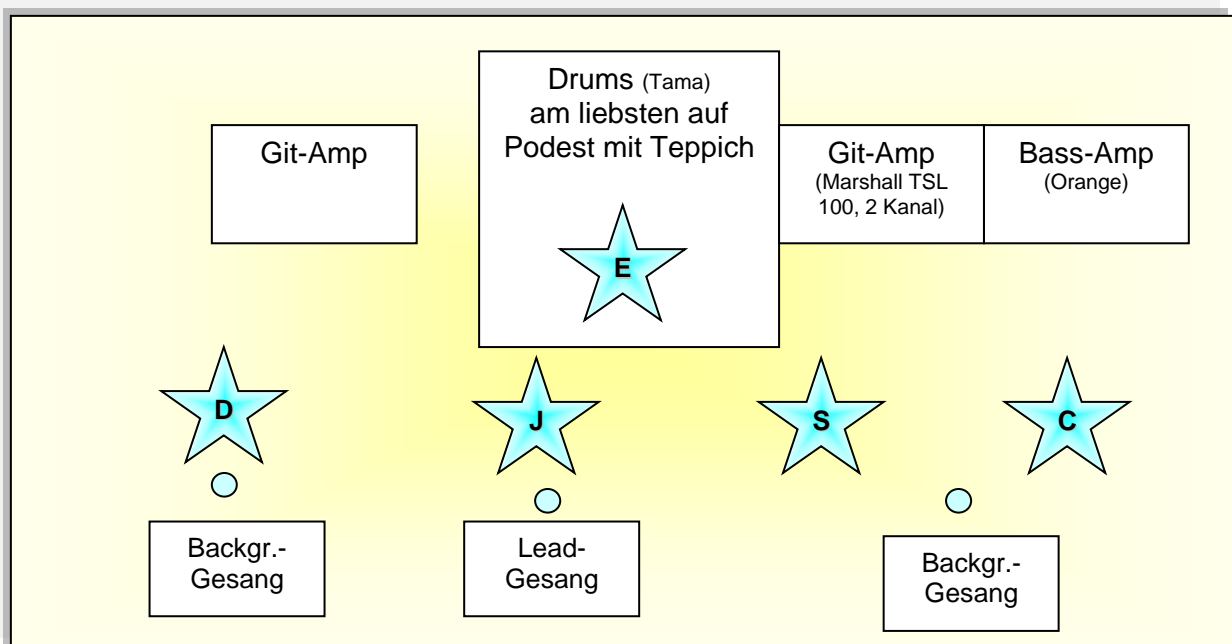 Drums (Tama)
am liebsten auf
Podest mit Teppich
Git-Amp
Git-Amp
(Marshall TSL
100, 2 Kanal)
Bass-Amp
(Orange)
E
D
J
S
C
Backgr.-
Gesang
Lead-
Gesang
Backgr.-
Gesang